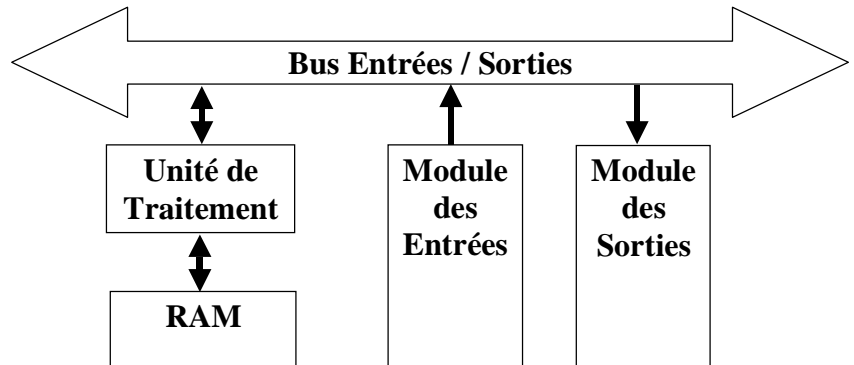 Bus Entrées / Sorties
Unité de
Traitement
RAM
Module
des
Entrées
Module
des
Sorties